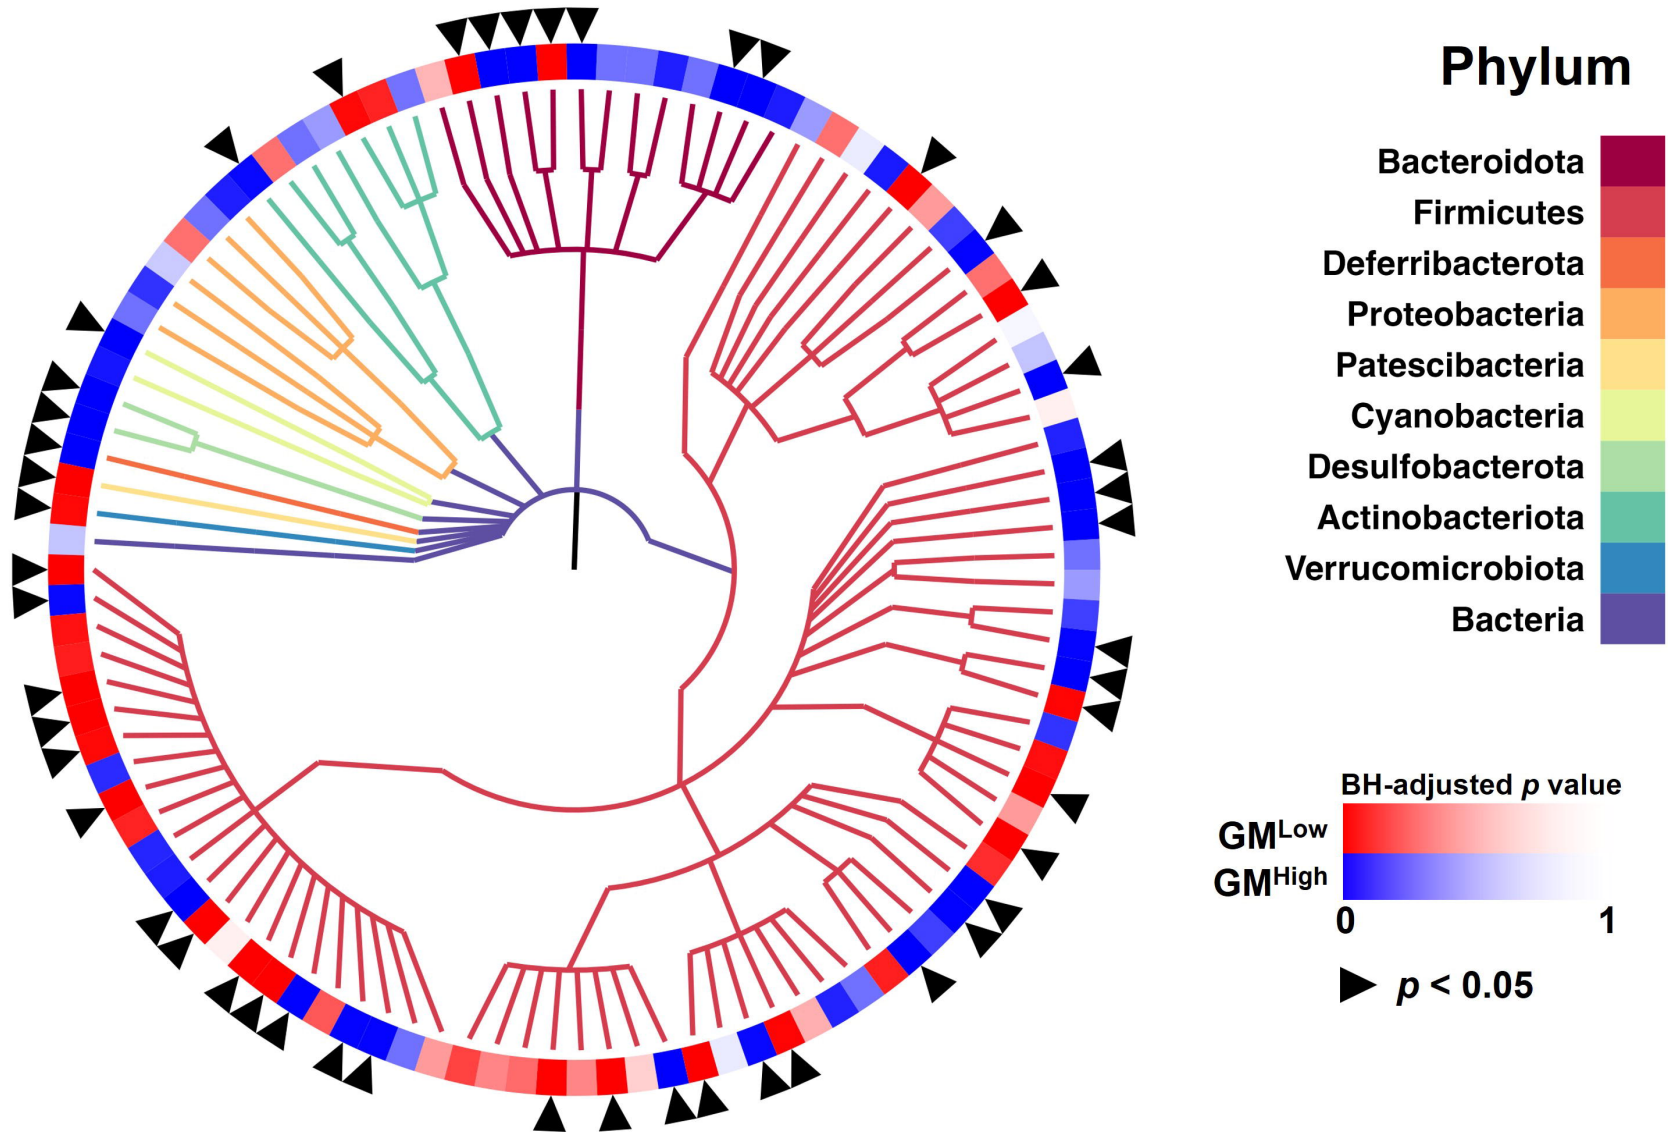 Phylum
Bacteroidota
Firmicutes
Deferribacterota
Proteobacteria
Patescibacteria
Cyanobacteria
Desulfobacterota
Actinobacteriota
Verrucomicrobiota
Bacteria
BH-adjusted p value
GMLow
GMHigh
0 1
p < 0.05